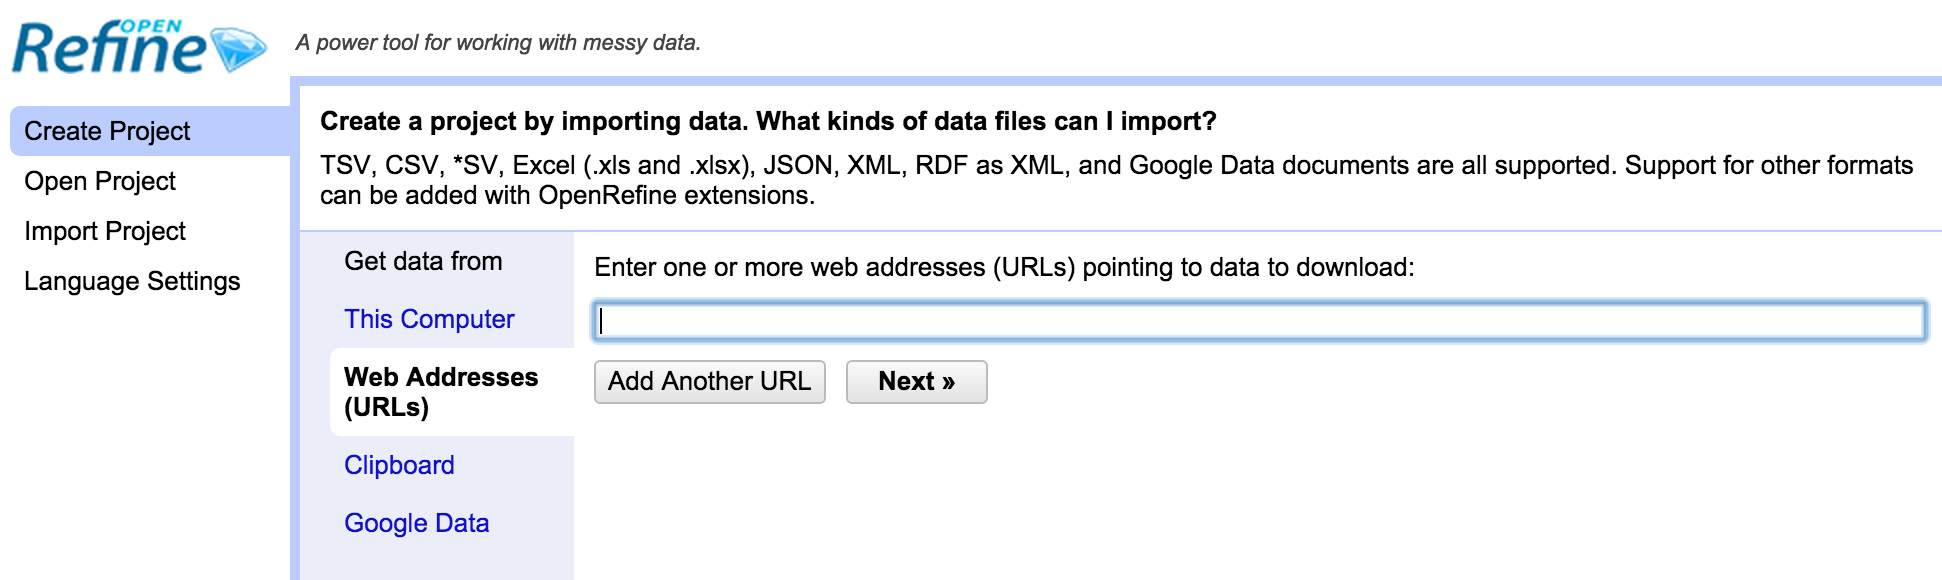 OPEN
Refine
A power tool for working with messy data.
Create Project
Open Project
Import Project
Language Settings
Create a project by importing data. What kinds of data files can I import?
TSV, CSV, *SV, Excel (.xls and .xlsx), JSON, XML, RDF as XML, and Google Data documents are all supported. Support for other formats
can be added with OpenRefine extensions.
Get data from
This Computer
Web Addresses
(URLs)
Clipboard
Google Data
Enter one or more web addresses (URLs) pointing to data to download:
Add Another URL
Next »